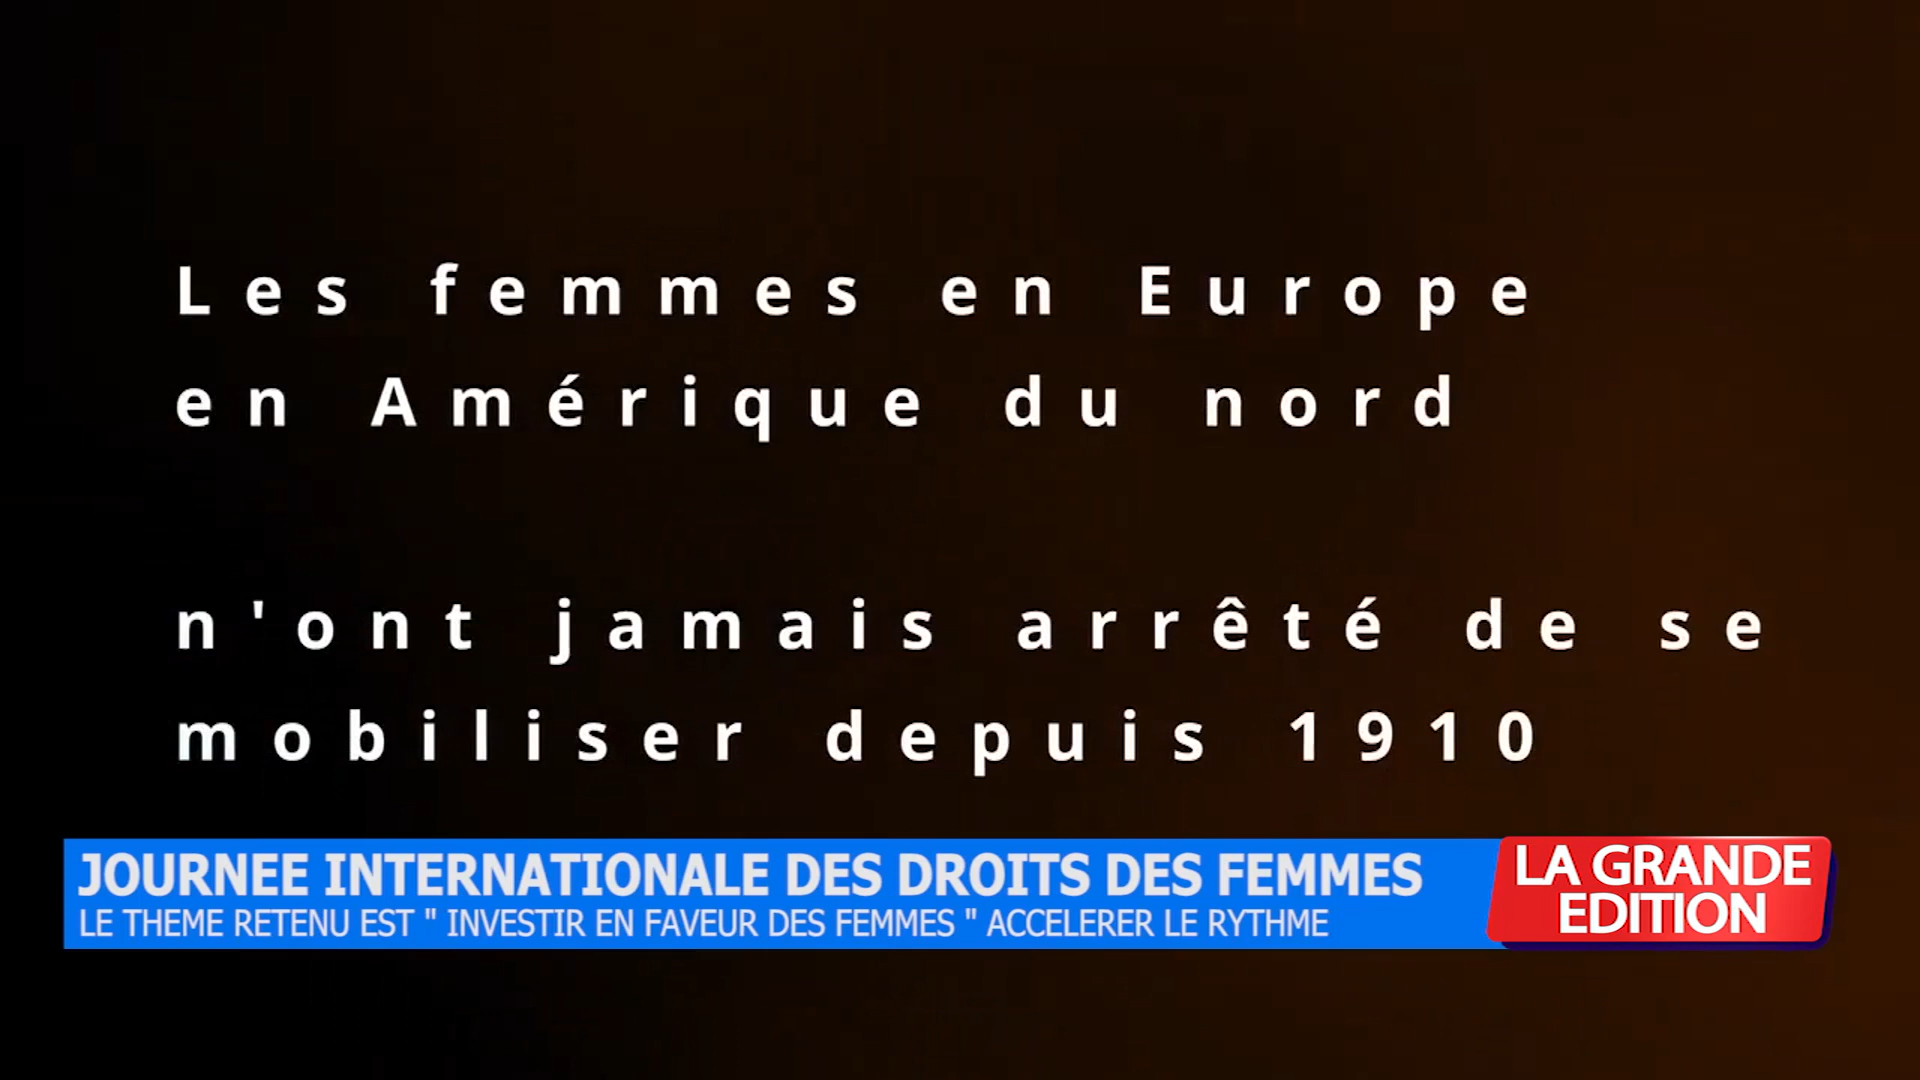 Les femmes en Europe
en Amérique du nord
n'ont jamais arrêté de se
mobiliser depuis 1910
JOURNEE INTERNATIONALE DES DROITS DES FEMMES
LE THEME RETENU EST " INVESTIR EN FAVEUR DES FEMMES " ACCELERER LE RYTHME
LA GRANDE
EDITION